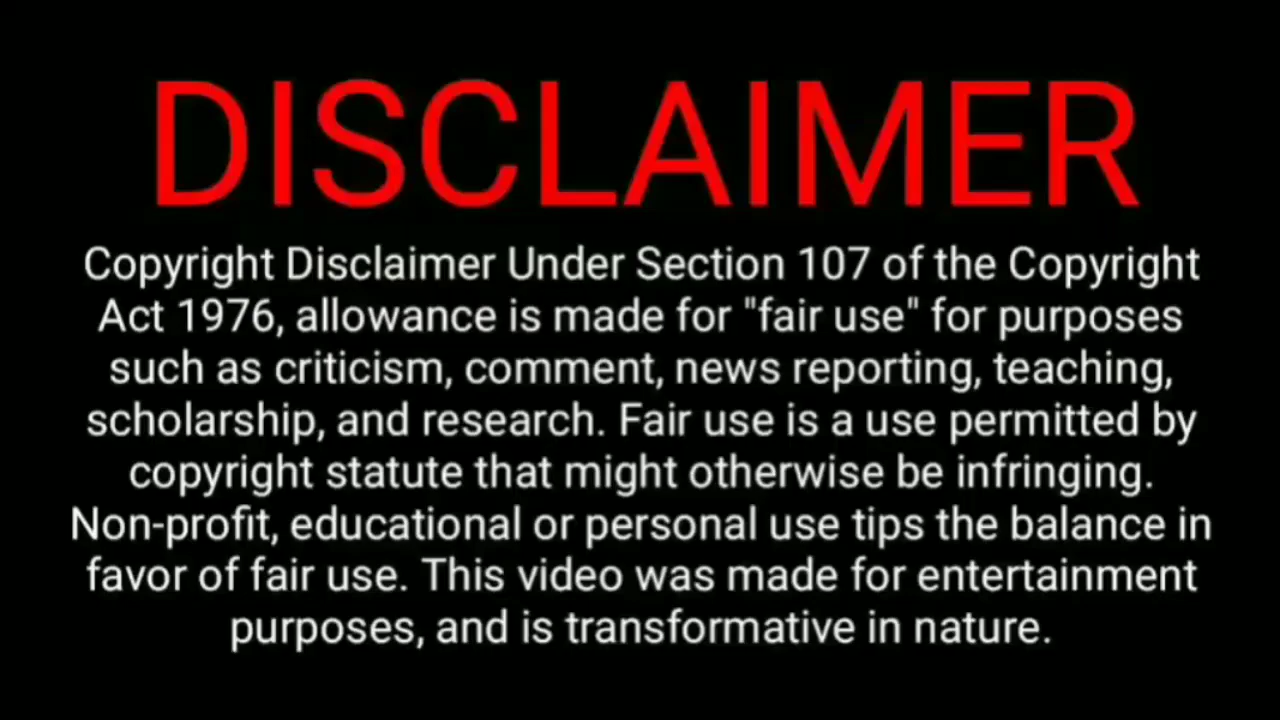 DISCLAIMER
Copyright Disclaimer Under Section 107 of the Copyright
Act 1976, allowance is made for "fair use" for purposes
such as criticism, comment, news reporting, teaching,
scholarship, and research. Fair use is a use permitted by
copyright statute that might otherwise be infringing.
Non-profit, educational or personal use tips the balance in
favor of fair use. This video was made for entertainment
purposes, and is transformative in nature.